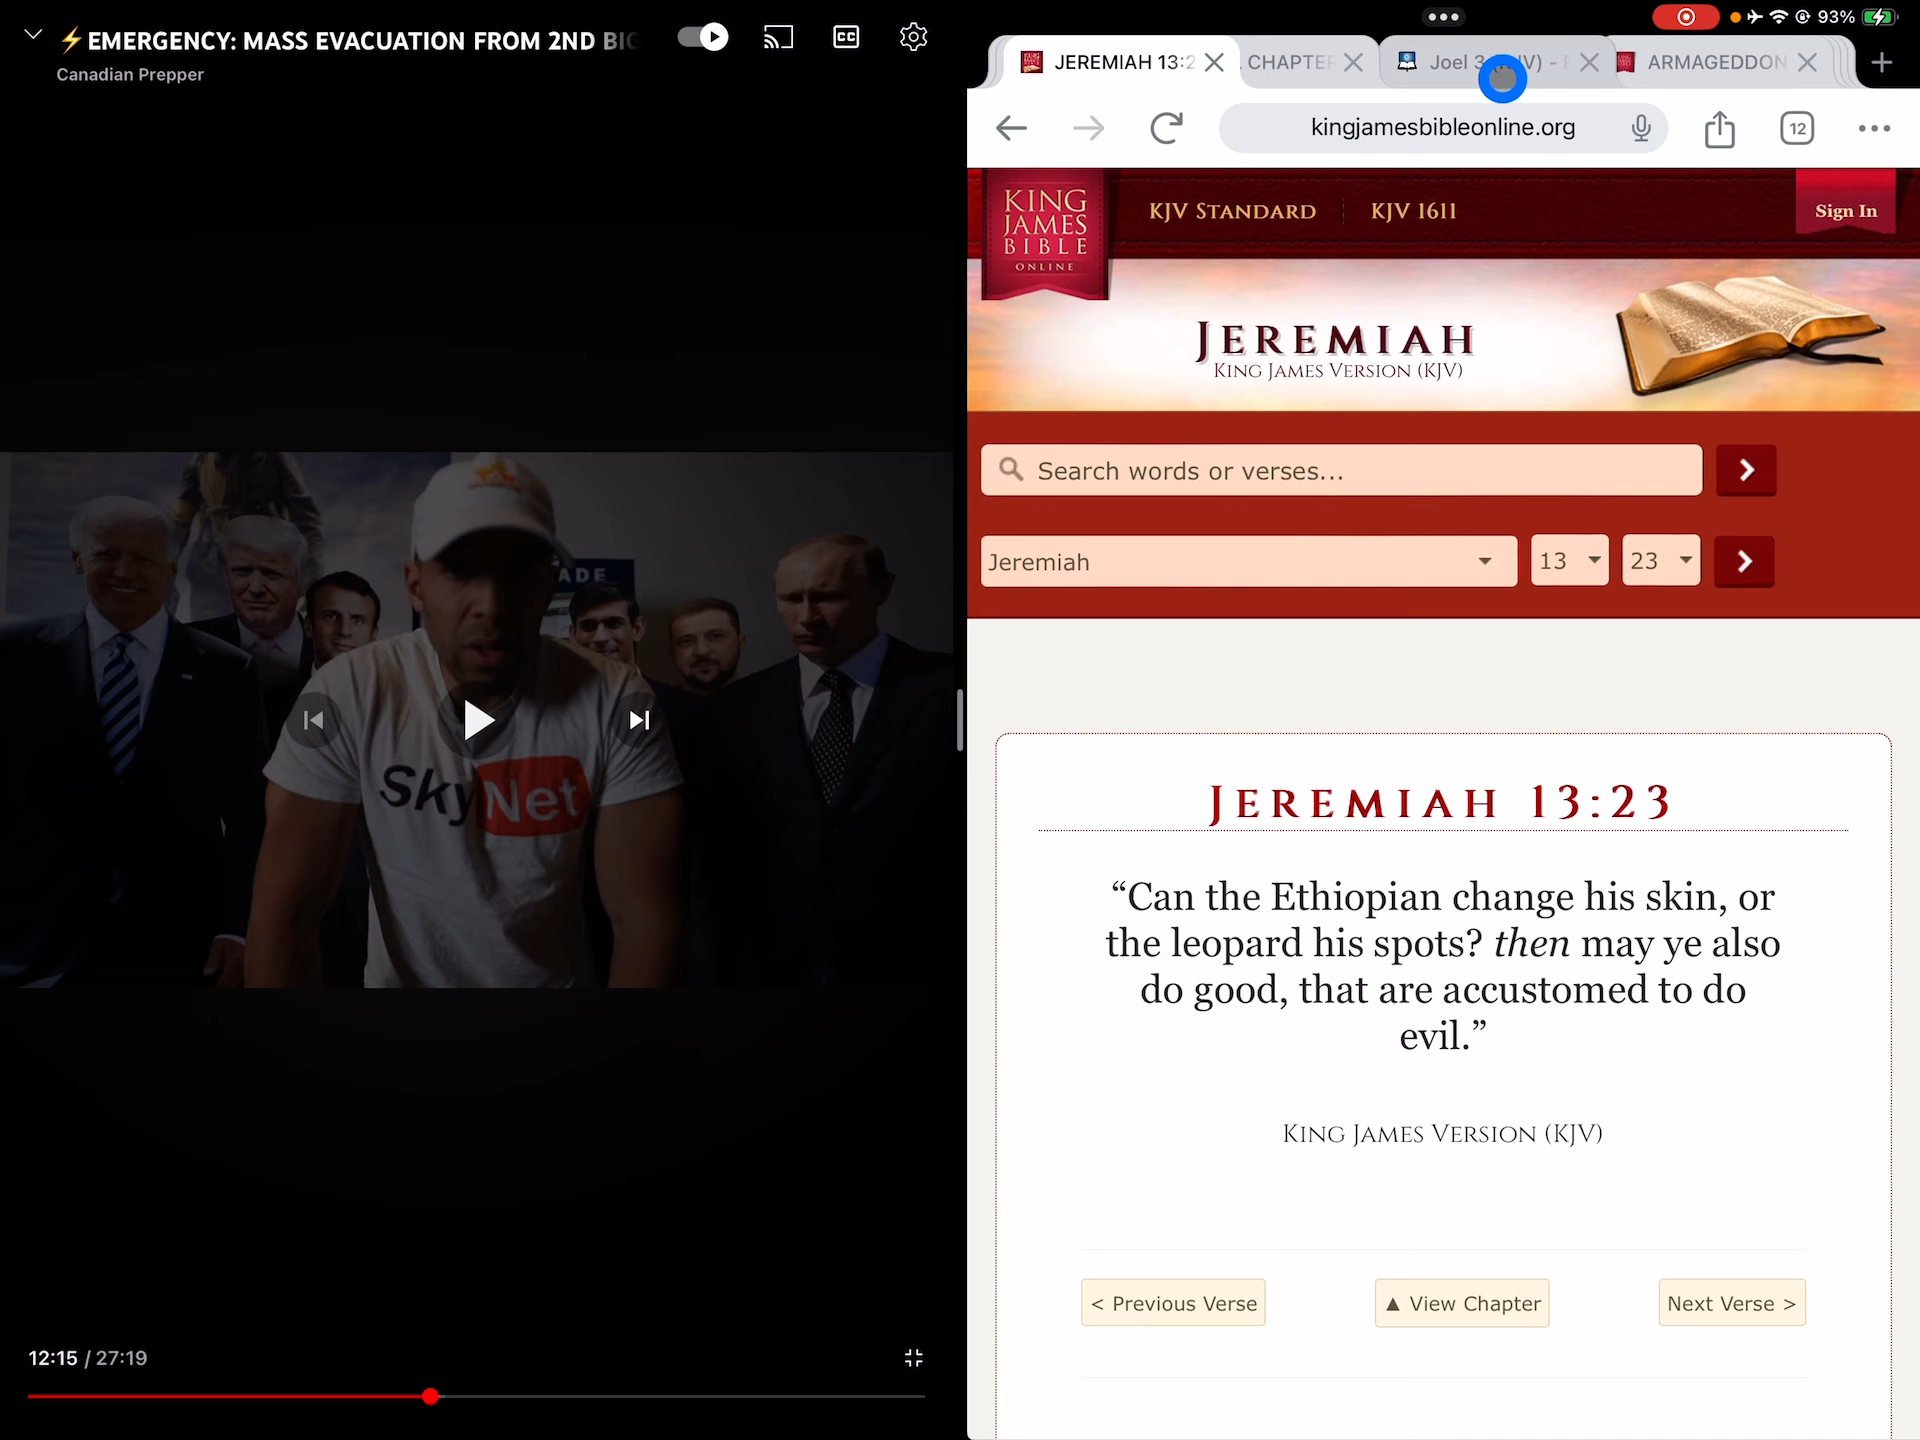 ⚡EMERGENCY: MASS EVACUATION FROM 2ND BIG
Canadian Prepper
CC
ADE
SkyNet
12:15 / 27:19
93%
JEREMIAH 13:2
. CHAPTER
Joel 3 (KJV) -
ARMAGEDDON
kingjamesbibleonline.org
12
KING
JAMES
BIBLE
ONLINE
KJV STANDARD
KJV 1611
Sign In
JEREMIAH
KING JAMES VERSION (KJV)
Search words or verses...
Jeremiah
13
23
JEREMIAH 13:23
“Can the Ethiopian change his skin, or
the leopard his spots? then may ye also
do good, that are accustomed to do
evil.”
KING JAMES VERSION (KJV)
< Previous Verse
▲ View Chapter
Next Verse >